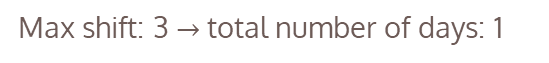 Max shift: 3 → total number of days: 1